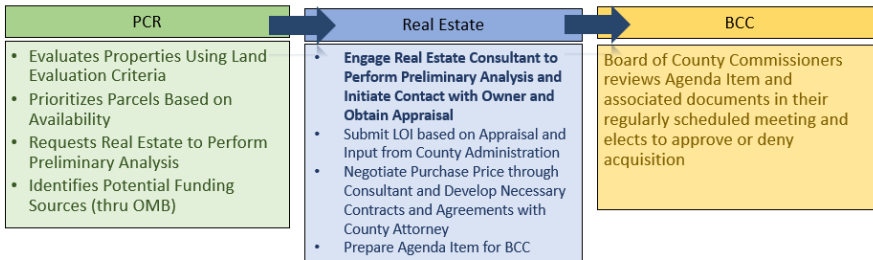 PCR
• Evaluates Properties Using Land
Evaluation Criteria
• Prioritizes Parcels Based on
Availability
• Requests Real Estate to Perform
Preliminary Analysis
• Identifies Potential Funding
Sources (thru OMB)
Real Estate
• Engage Real Estate Consultant to
Perform Preliminary Analysis and
Initiate Contact with Owner and
Obtain Appraisal
• Submit LOI based on Appraisal and
Input from County Administration
• Negotiate Purchase Price through
Consultant and Develop Necessary
Contracts and Agreements with
County Attorney
• Prepare Agenda Item for BCC
BCC
Board of County Commissioners
reviews Agenda Item and
associated documents in their
regularly scheduled meeting and
elects to approve or deny
acquisition